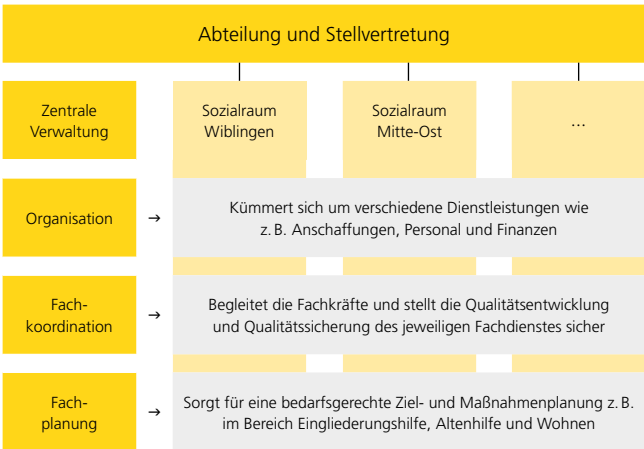 Abteilung und Stellvertretung
Zentrale
Verwaltung
Sozialraum
Wiblingen
Sozialraum
Mitte-Ost
...
Organisation
→
Kümmert sich um verschiedene Dienstleistungen wie
z. B. Anschaffungen, Personal und Finanzen
Fach-
koordination
→
Begleitet die Fachkräfte und stellt die Qualitätsentwicklung
und Qualitätssicherung des jeweiligen Fachdienstes sicher
Fach-
planung
→
Sorgt für eine bedarfsgerechte Ziel- und Maßnahmenplanung z. B.
im Bereich Eingliederungshilfe, Altenhilfe und Wohnen